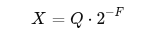 X = Q · 2^{-F}